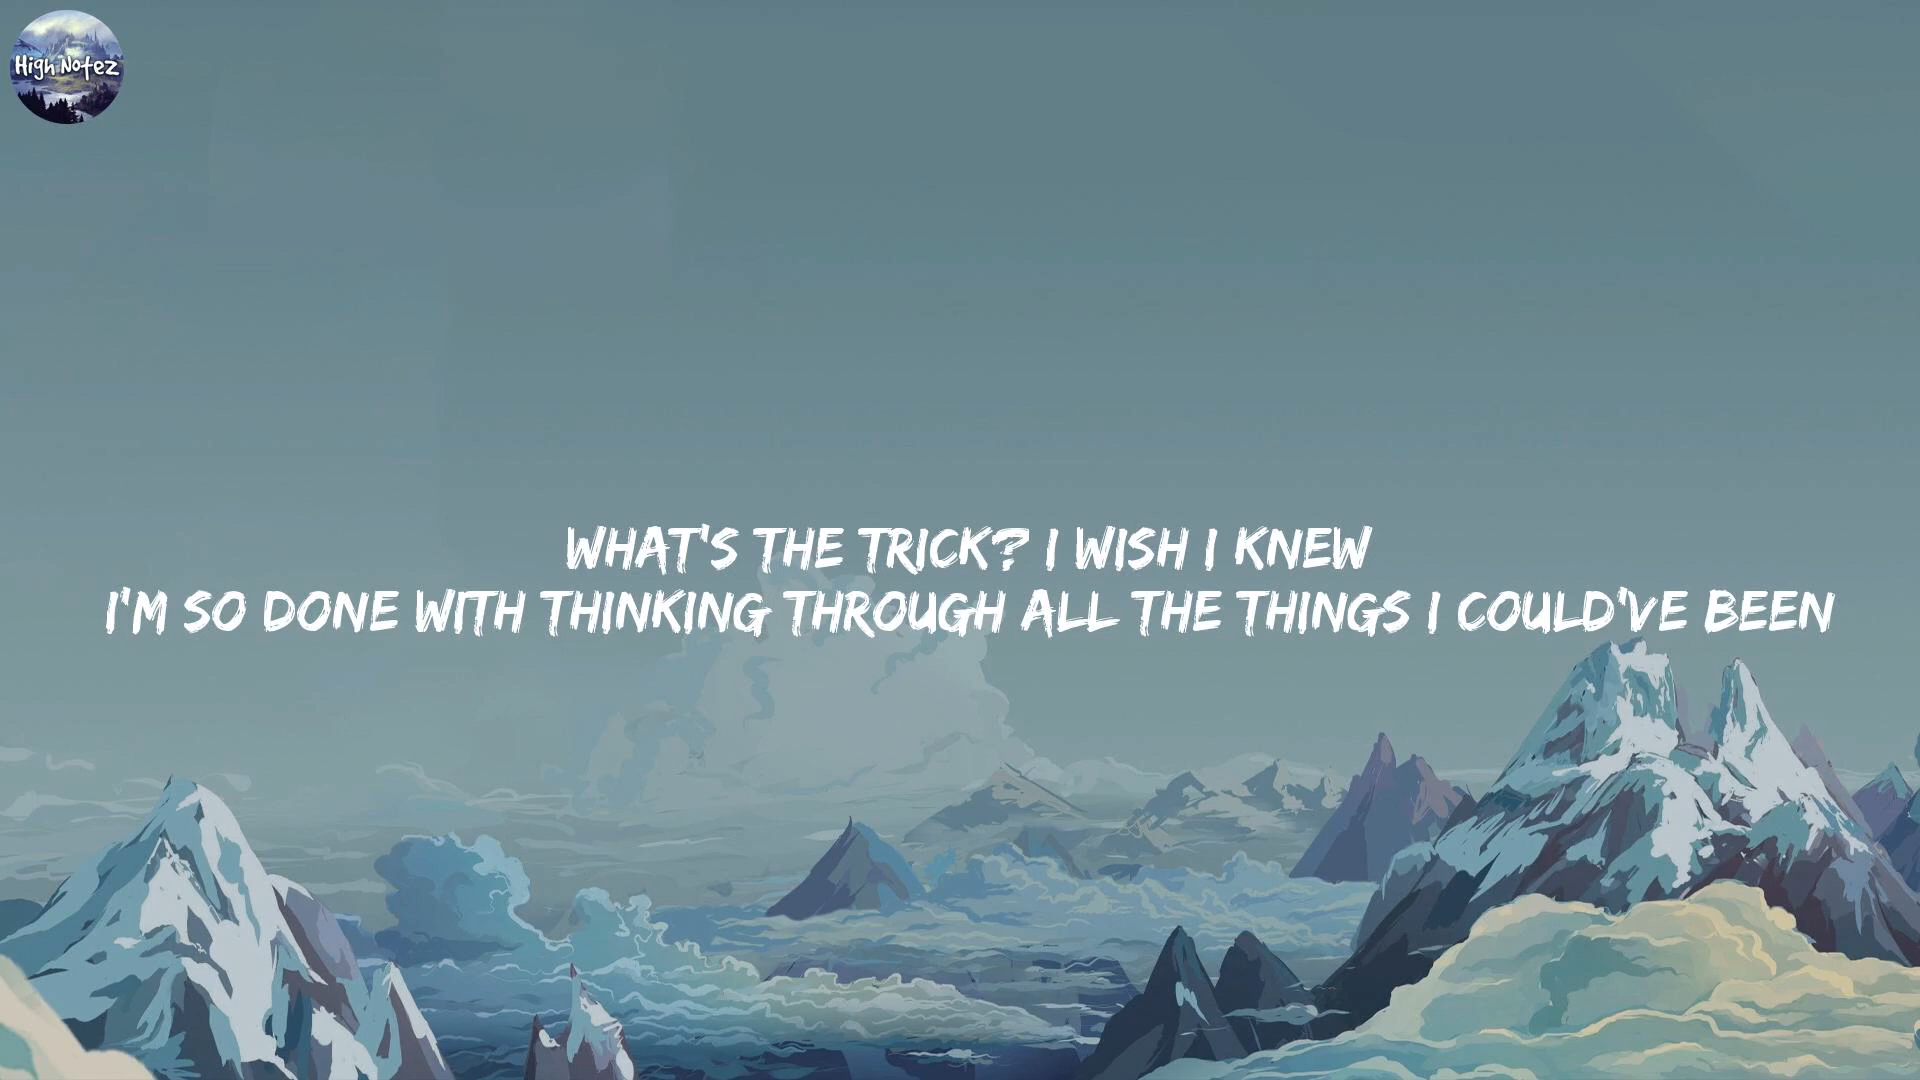 High Notez
WHAT'S THE TRICK? I WISH I KNEW
I'M SO DONE WITH THINKING THROUGH ALL THE THINGS I COULD'VE BEEN